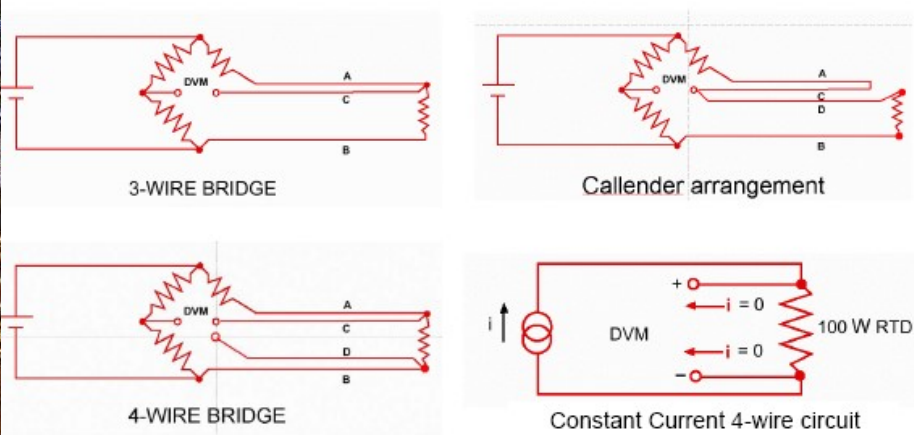 DVM
A
C
B
3-WIRE BRIDGE
DVM
A
C
D
B
Callender arrangement
DVM
A
C
D
B
4-WIRE BRIDGE
i
DVM
+
i = 0
i = 0
−
100 W RTD
Constant Current 4-wire circuit